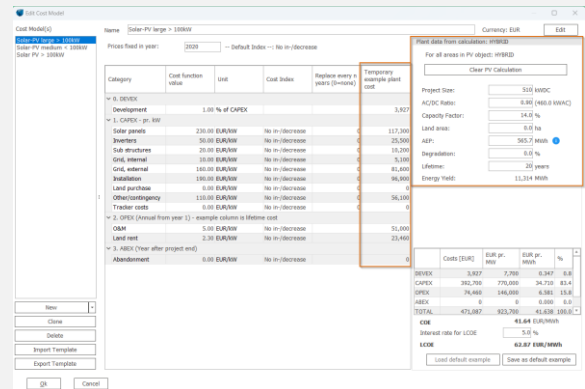 Edit Cost Model
Cost Model(s)
Solar-PV large > 100kW
Solar-PV medium < 100kW
Solar PV > 100kW
Name Solar-PV large > 100kW Currency: EUR Edit
Prices fixed in year: 2020 -- Default Index --: No in-/decrease
Category Cost function value Unit Cost Index Replace every n years (0=none) Temporary example plant cost
0. DEVEX
Development 1.00 % of CAPEX 3,927
1. CAPEX - pr. kW
Solar panels 230.00 EUR/kW No in-/decrease 0 117,300
Inverters 50.00 EUR/kW No in-/decrease 0 25,500
Sub structures 20.00 EUR/kW No in-/decrease 0 10,200
Grid, internal 10.00 EUR/kW No in-/decrease 0 5,100
Grid, external 160.00 EUR/kW No in-/decrease 0 81,600
Installation 190.00 EUR/kW No in-/decrease 0 96,900
Land purchase 0.00 EUR/kW No in-/decrease 0 0
Other/contingency 110.00 EUR/kW No in-/decrease 0 56,100
Tracker costs 0.00 EUR/kW No in-/decrease 0 0
2. OPEX (Annual from year 1) - example column is lifetime cost
O&M 5.00 EUR/kW No in-/decrease 51,000
Land rent 2.30 EUR/kW No in-/decrease 23,460
3. ABEX (Year after project end)
Abandonment 0.00 EUR/kW No in-/decrease 0
Plant data from calculation: HYBRID
For all areas in PV object: HYBRID
Clear PV Calculation
Project Size: 510 kWDC
AC/DC Ratio: 0.90 (460.0 kWAC)
Capacity Factor: 14.0 %
Land area: 0.0 ha
AEP: 565.7 MWh
Degradation: 0.0 %
Lifetime: 20 years
Energy Yield: 11,314 MWh
Costs [EUR] EUR pr. MW EUR pr. MWh %
DEVEX 3,927 7,700 0.347 0.8
CAPEX 392,700 770,000 34.710 83.4
OPEX 74,460 146,000 6.581 15.8
ABEX 0 0 0.000 0.0
TOTAL 471,087 923,700 41.638 100.0
COE 41.64 EUR/MWh
Interest rate for LCOE 5.0 %
LCOE 62.87 EUR/MWh
Load default example Save as default example
New
Clone
Delete
Import Template
Export Template
Ok Cancel